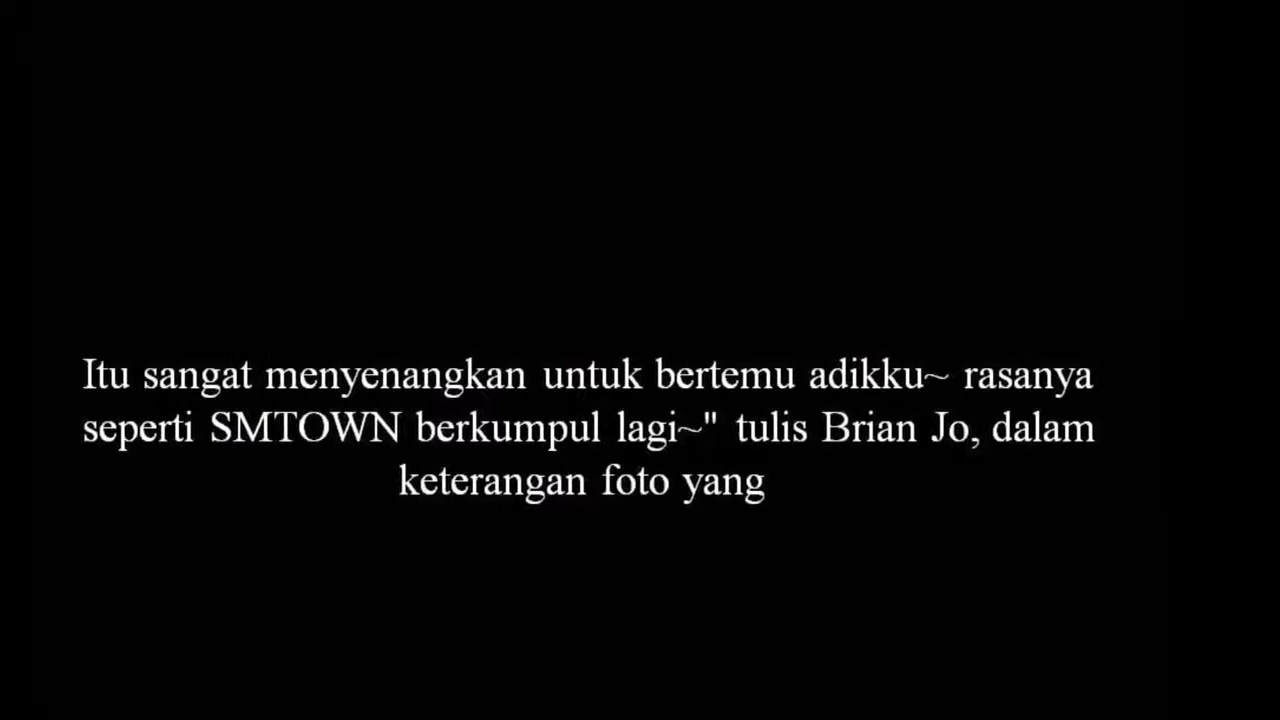 Itu sangat menyenangkan untuk bertemu adikku~ rasanya
seperti SMTOWN berkumpul lagi~" tulis Brian Jo, dalam
keterangan foto yang